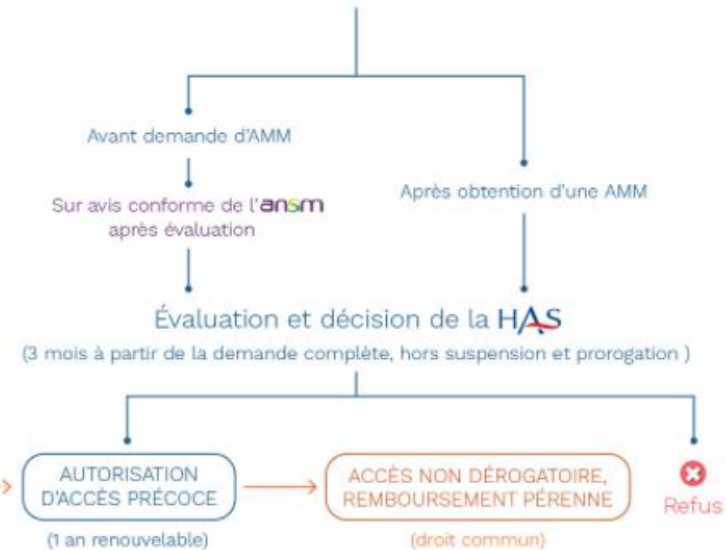 Avant demande d'AMM
Sur avis conforme de l'ansm
après évaluation
Après obtention d'une AMM
Évaluation et décision de la HAS
(3 mois à partir de la demande complète, hors suspension et prorogation )
AUTORISATION
D'ACCÈS PRÉCOCE
(1 an renouvelable)
ACCÈS NON DÉROGATOIRE,
REMBOURSEMENT PÉRENNE
(droit commun)
Refus